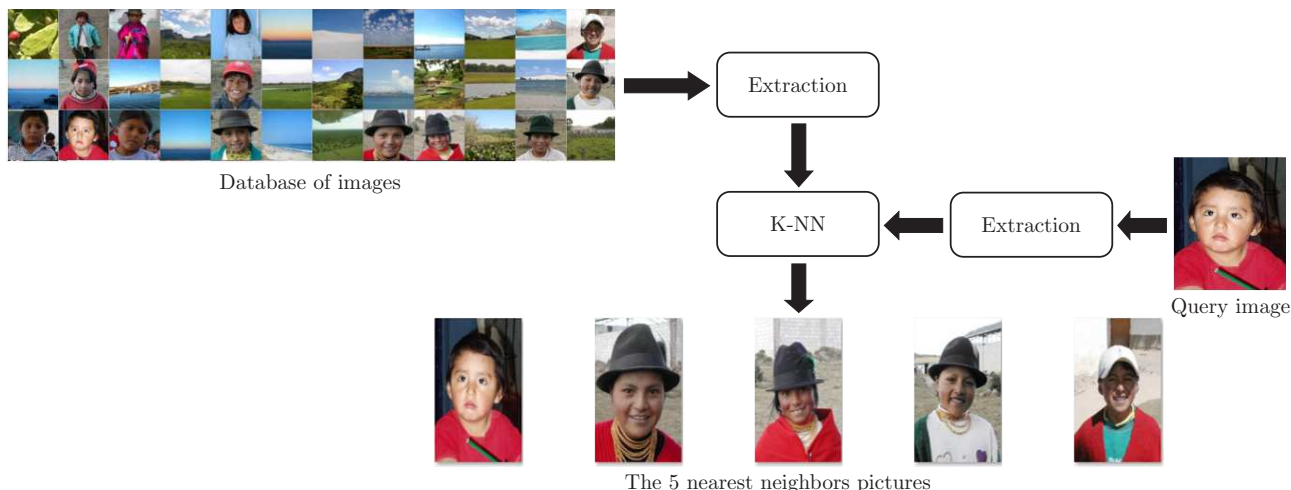 Extraction
Database of images
K-NN
Extraction
Query image
The 5 nearest neighbors pictures